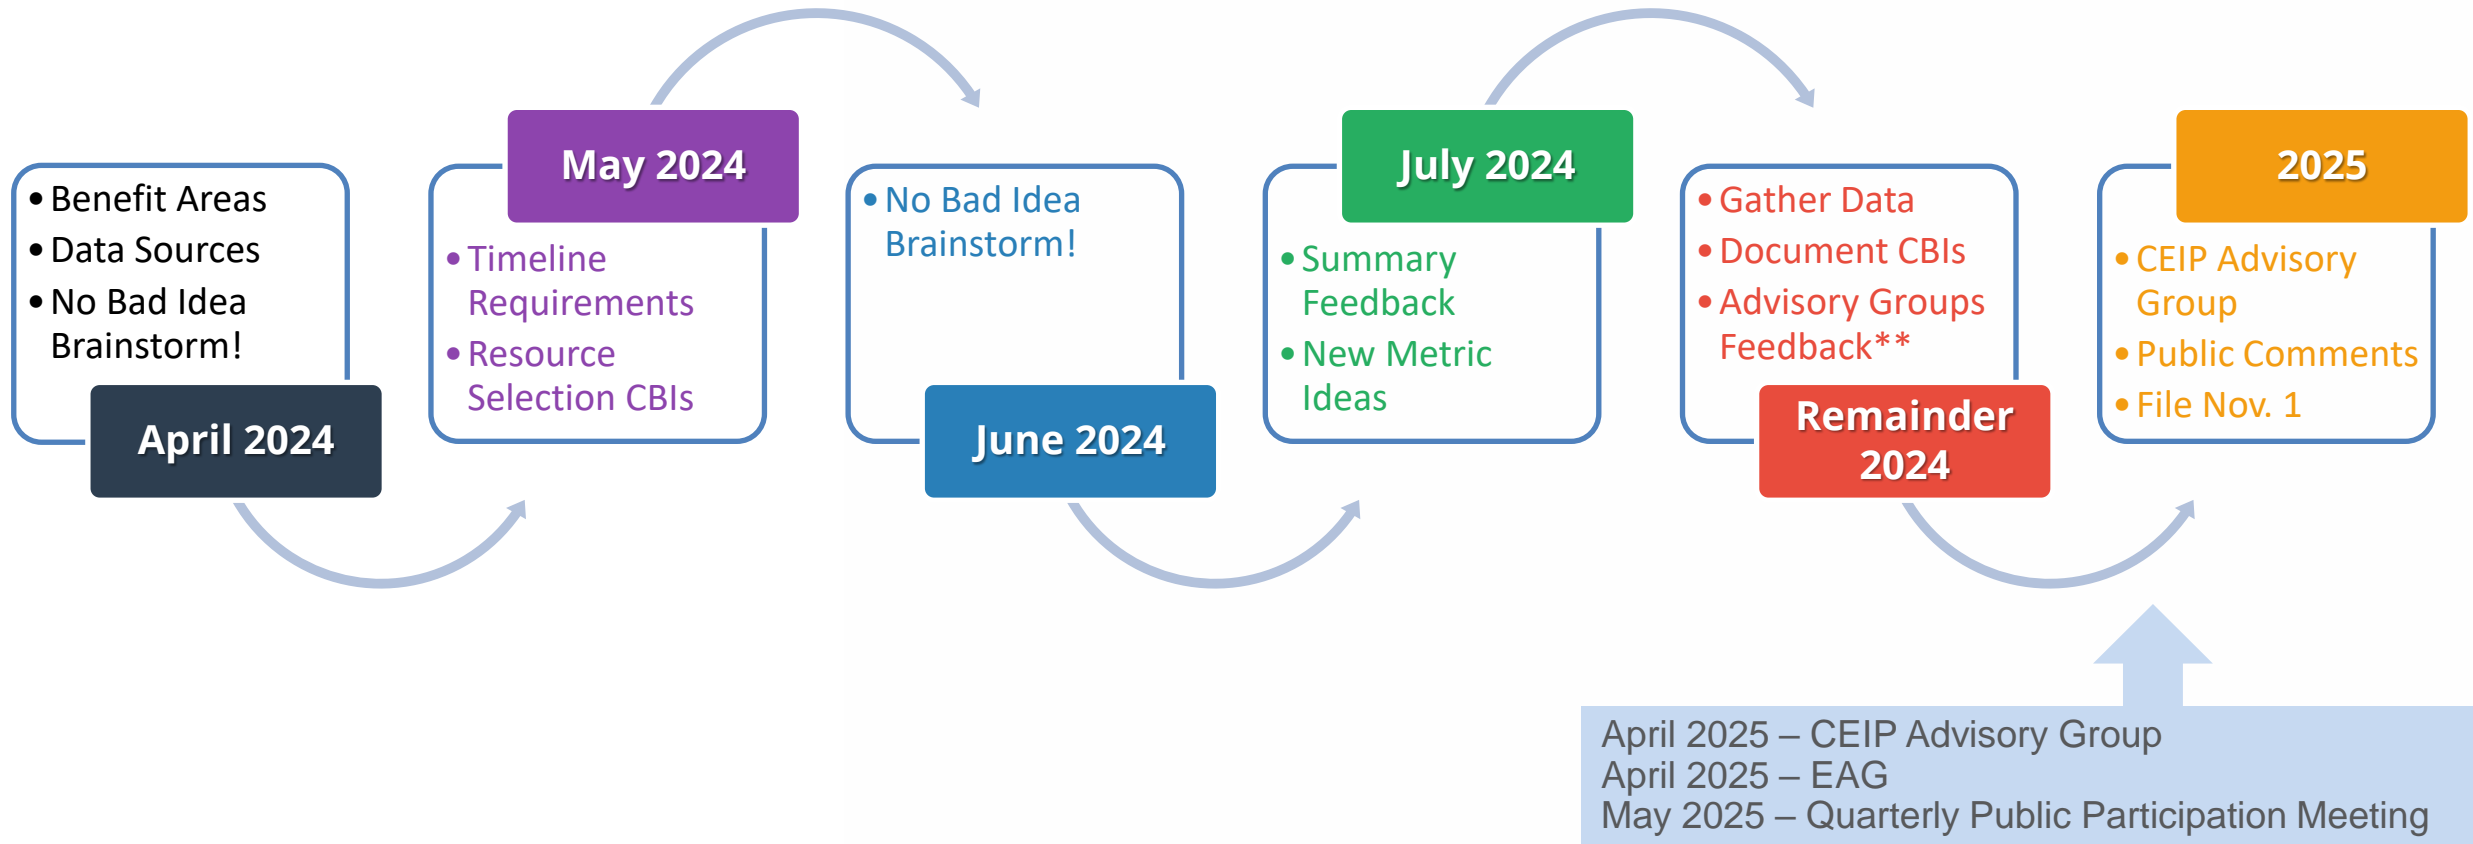 • Benefit Areas
• Data Sources
• No Bad Idea
Brainstorm!
April 2024
May 2024
• Timeline
Requirements
• Resource
Selection CBIs
• No Bad Idea
Brainstorm!
June 2024
July 2024
• Summary
Feedback
• New Metric
Ideas
• Gather Data
• Document CBIs
• Advisory Groups
Feedback**
Remainder
2024
2025
• CEIP Advisory
Group
• Public Comments
• File Nov. 1
April 2025 – CEIP Advisory Group
April 2025 – EAG
May 2025 – Quarterly Public Participation Meeting